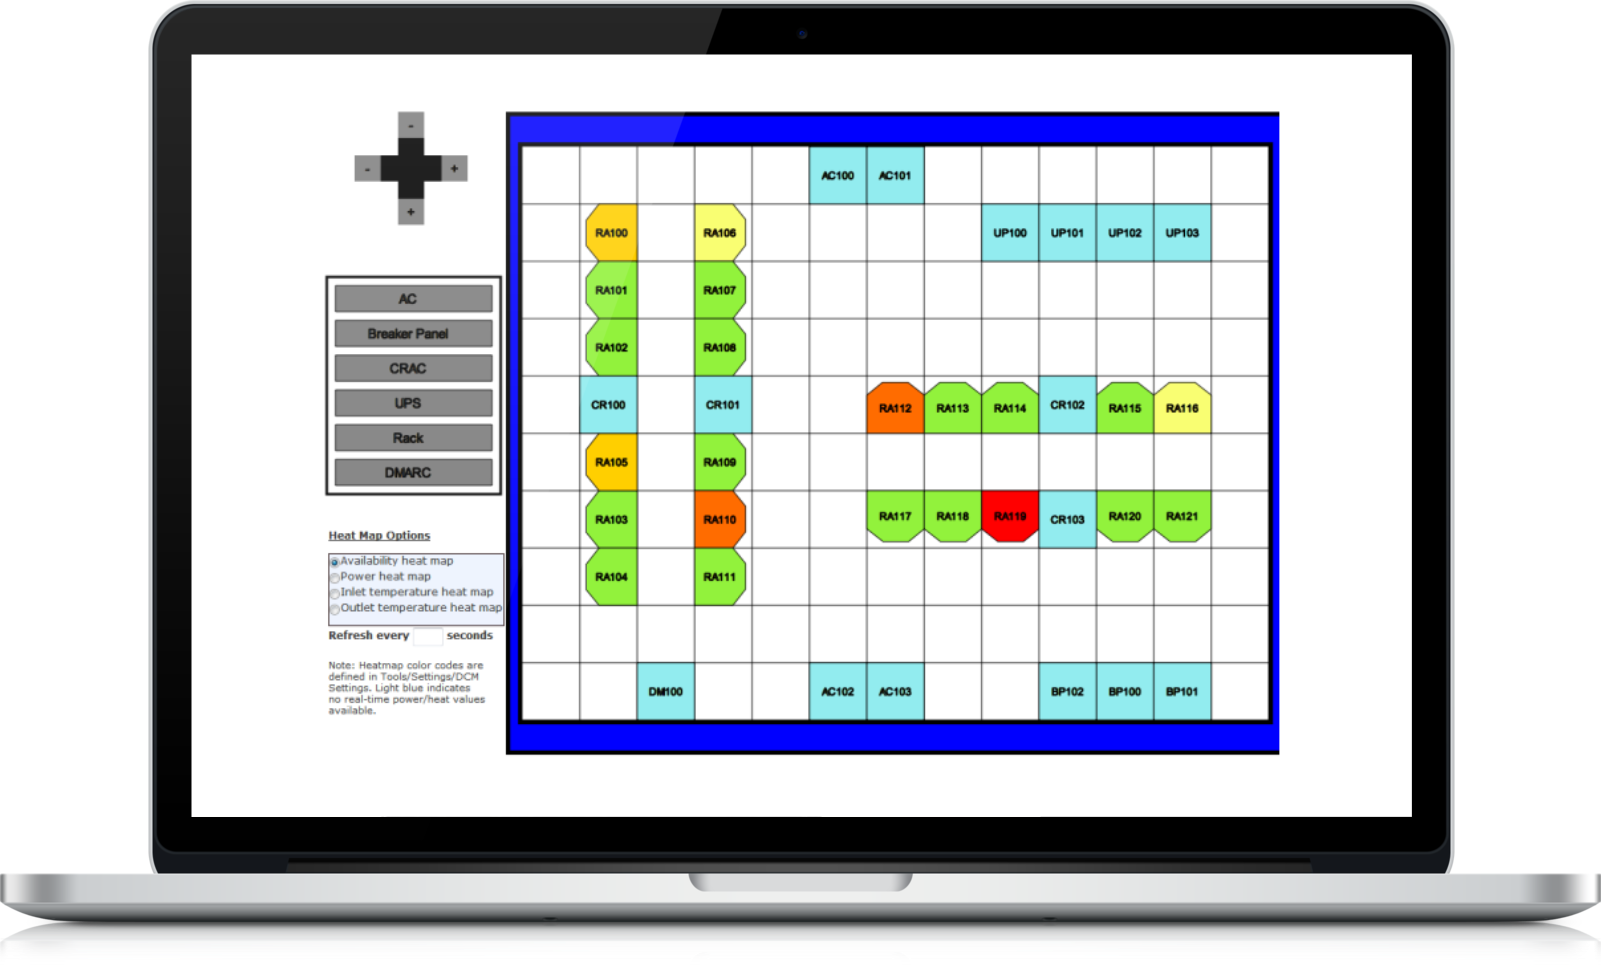 -
- +
+
AC
Breaker Panel
CRAC
UPS
Rack
DMARC
Heat Map Options
Availability heat map
Power heat map
Inlet temperature heat map
Outlet temperature heat map
Refresh every seconds
Note: Heatmap color codes are
defined in Tools/Settings/DCM
Settings. Light blue indicates
no real-time power/heat values
available.
AC100 AC101
RA100 RA106 UP100 UP101 UP102 UP103
RA101 RA107
RA102 RA108
CR100 CR101 RA112 RA113 RA114 CR102 RA115 RA116
RA105 RA109
RA103 RA110 RA117 RA118 RA119 CR103 RA120 RA121
RA104 RA111
DM100 AC102 AC103 BP102 BP100 BP101